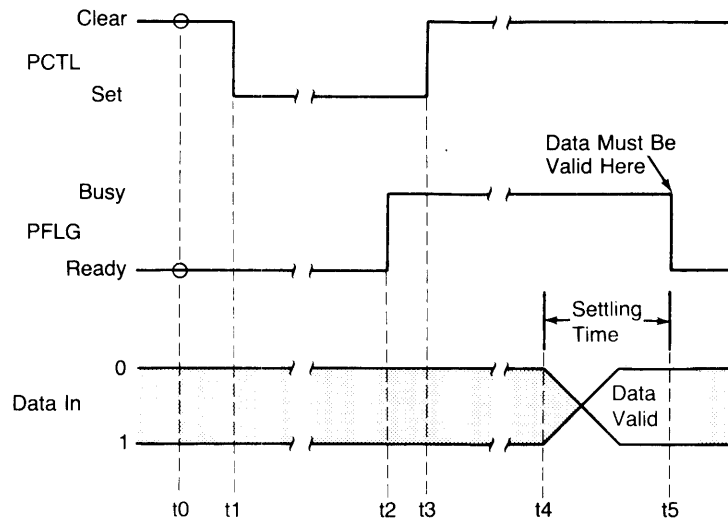 Clear
PCTL
Set
Data Must Be
Valid Here
Busy
PFLG
Ready
Settling
Time
0
Data In
Data
Valid
1
t0
t1
t2
t3
t4
t5